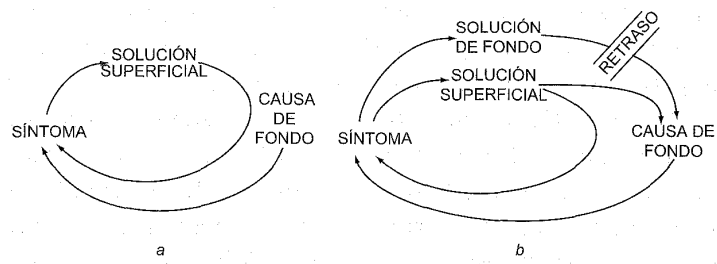 SOLUCIÓN
SUPERFICIAL
SÍNTOMA
CAUSA
DE
FONDO
a
SOLUCIÓN
DE FONDO
RETRASO
SOLUCIÓN
SUPERFICIAL
SÍNTOMA
CAUSA DE
FONDO
b